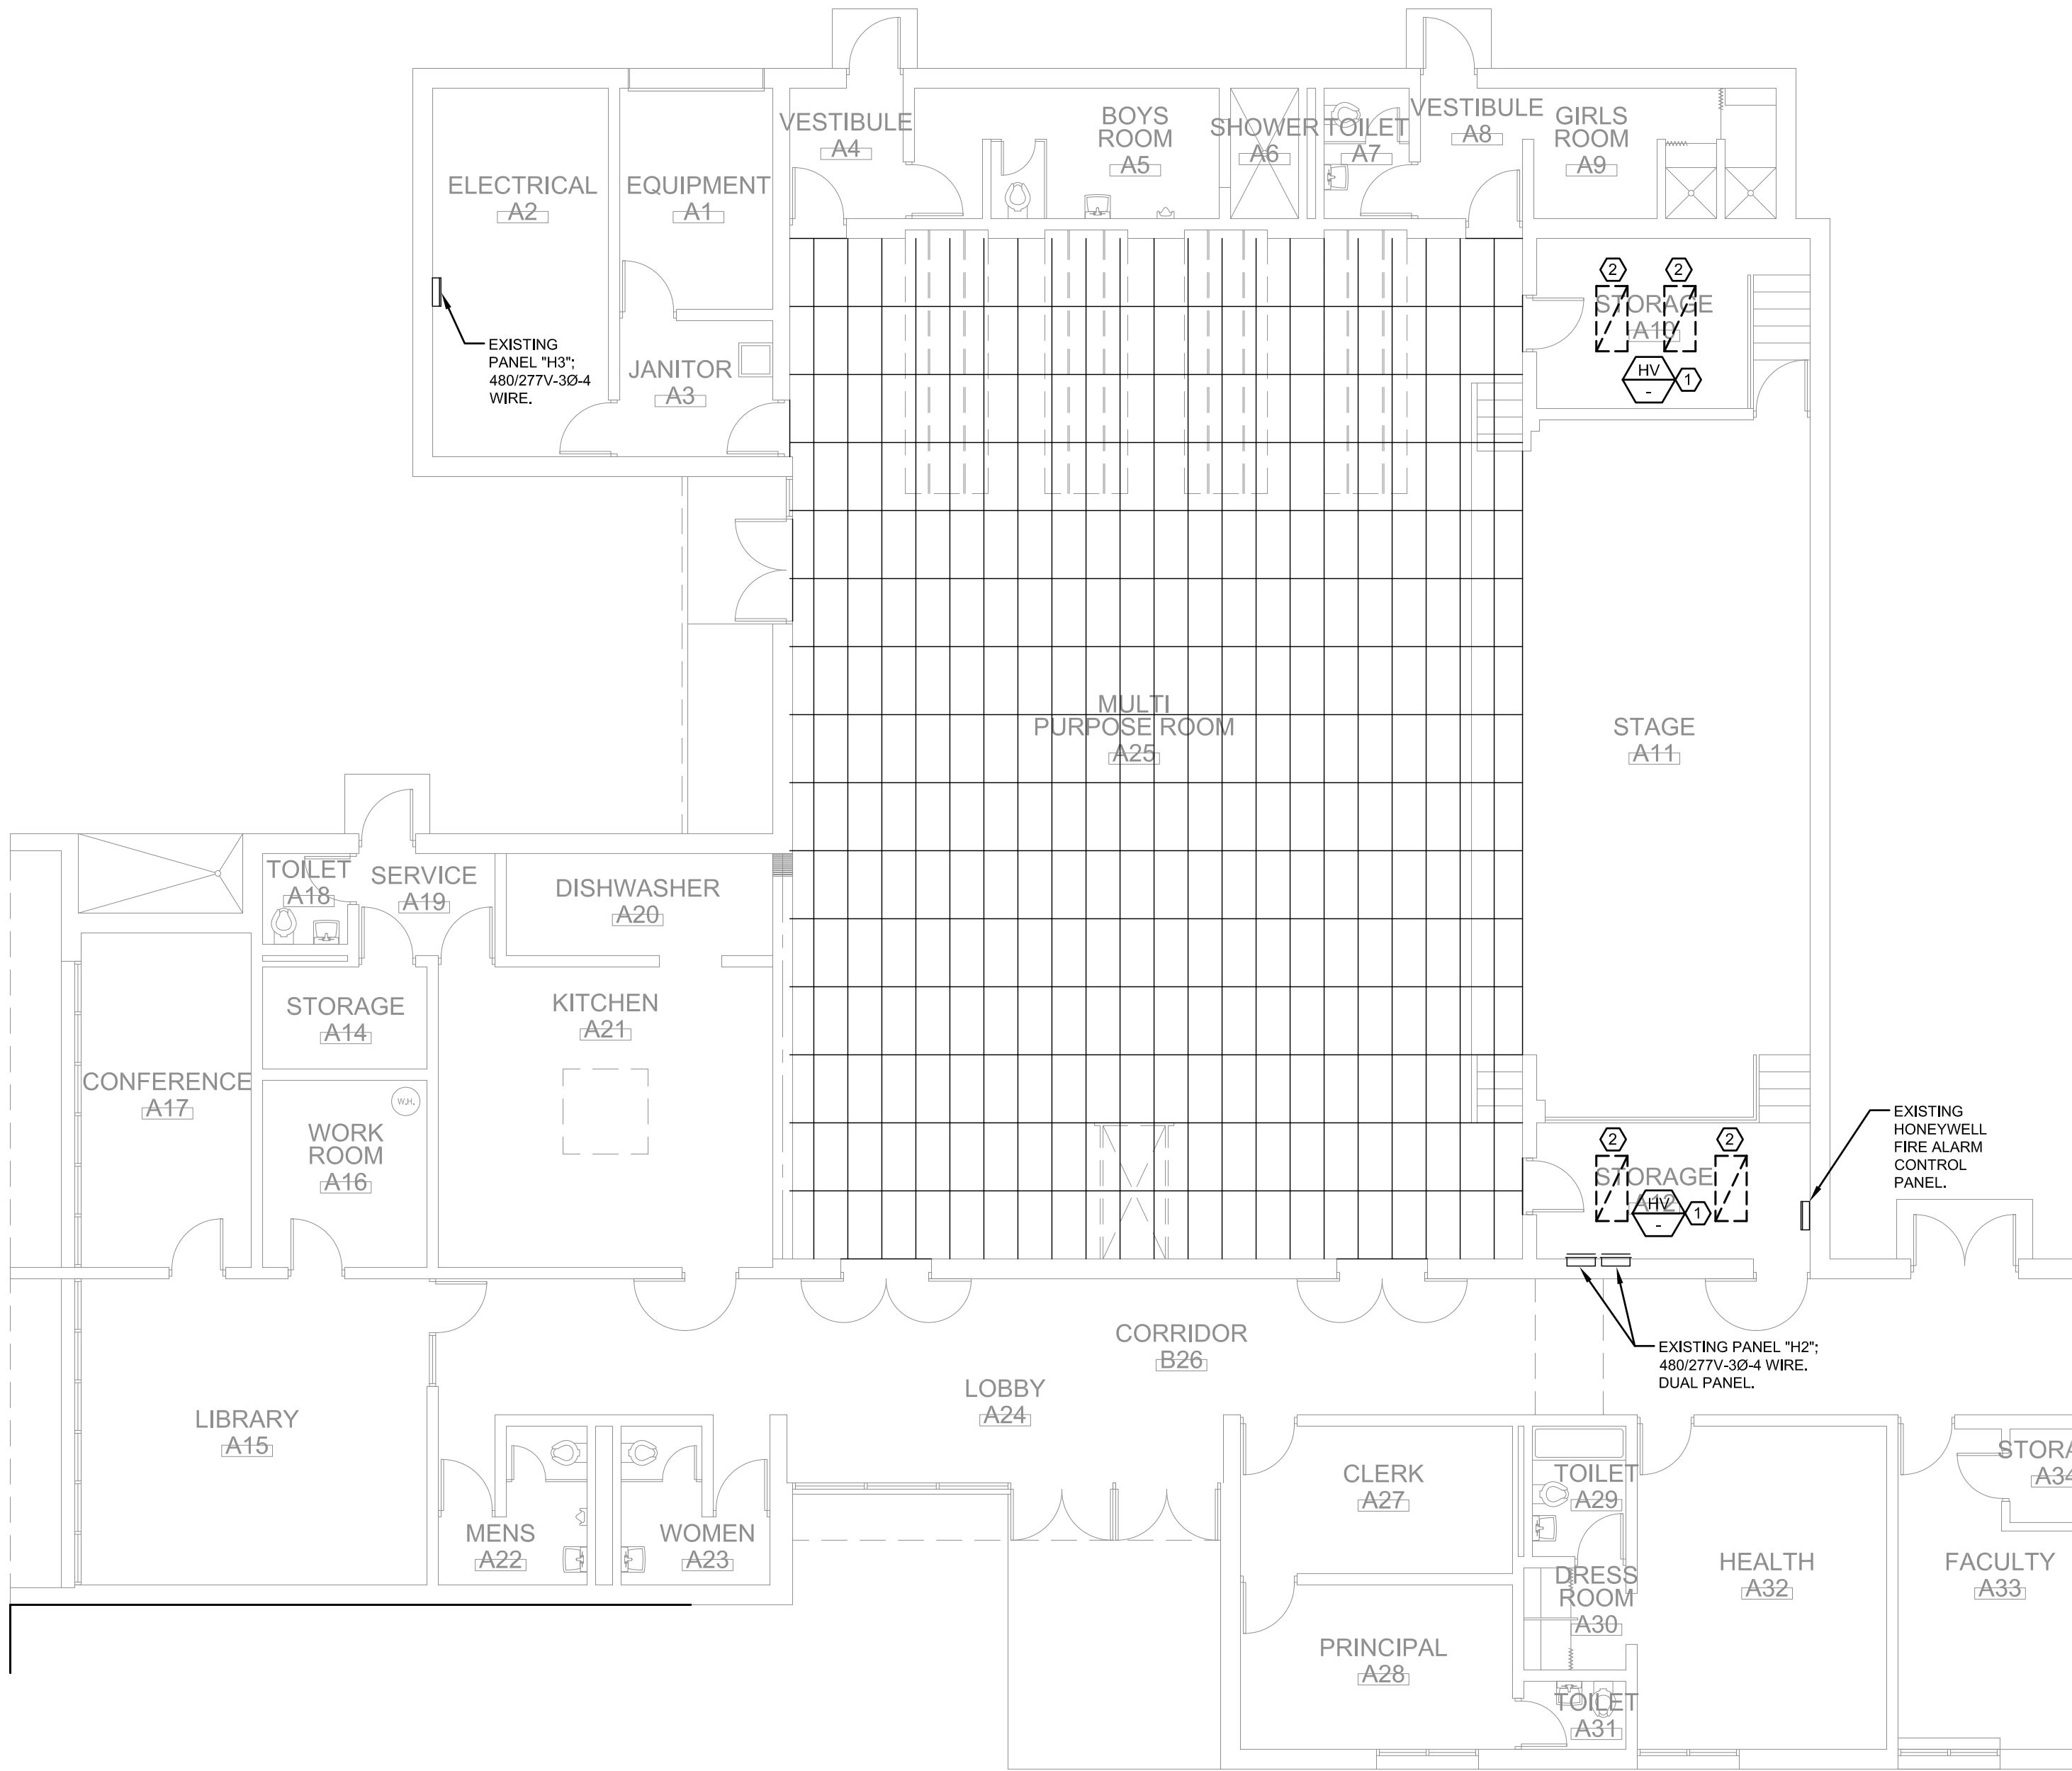 VESTIBULE
A4
BOYS
ROOM
A5
SHOWER
A6
TOILET
A7
VESTIBULE
A8
GIRLS
ROOM
A9
ELECTRICAL
A2
EQUIPMENT
A1
EXISTING
PANEL "H3";
480/277V-3Ø-4
WIRE.
JANITOR
A3
2
2
STORAGE
A10
HV
-
1
MULTI
PURPOSE ROOM
A25
STAGE
A11
TOILET
A18
SERVICE
A19
DISHWASHER
A20
STORAGE
A14
KITCHEN
A21
CONFERENCE
A17
W.H.
WORK
ROOM
A16
2
2
STORAGE
A12
HV
-
1
EXISTING
HONEYWELL
FIRE ALARM
CONTROL
PANEL.
EXISTING PANEL "H2";
480/277V-3Ø-4 WIRE.
DUAL PANEL.
CORRIDOR
B26
LOBBY
A24
LIBRARY
A15
MENS
A22
WOMEN
A23
CLERK
A27
TOILET
A29
HEALTH
A32
FACULTY
A33
STORA
A34
DRESS
ROOM
A30
PRINCIPAL
A28
TOILET
A31